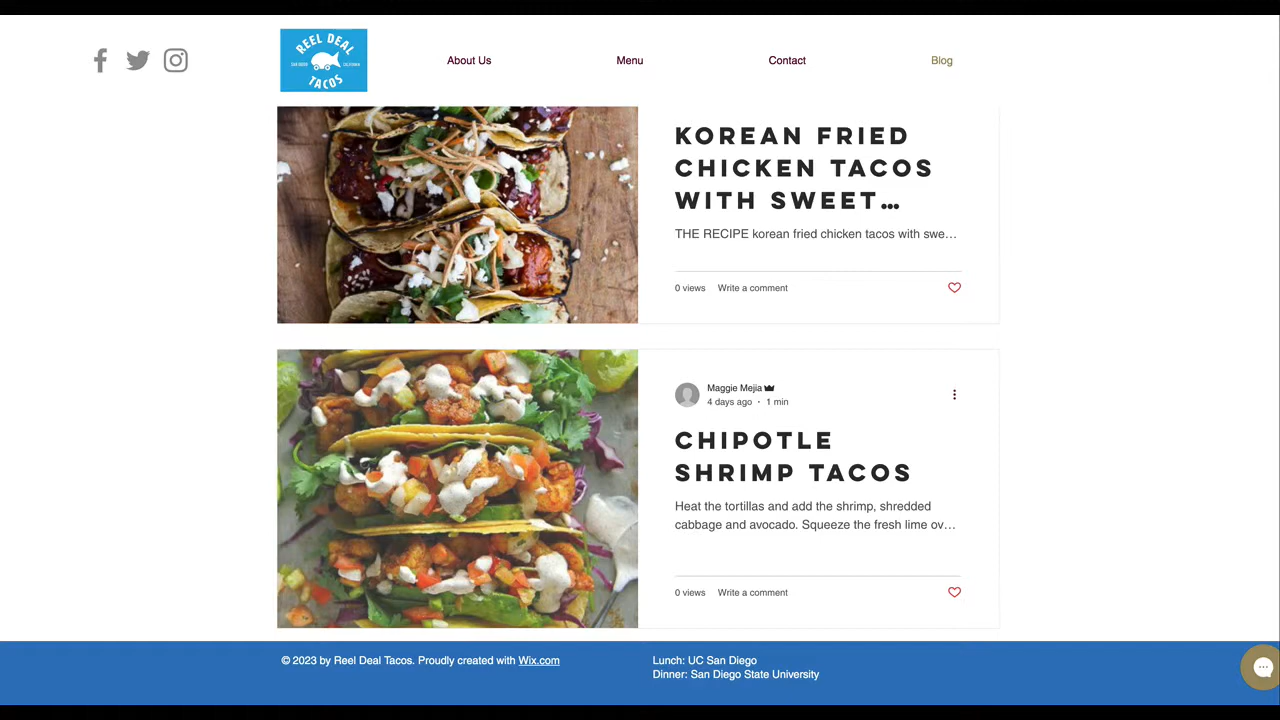 REEL DEAL
SAN DIEGO CALIFORNIA
TACOS
About Us
Menu
Contact
Blog
KOREAN FRIED
CHICKEN TACOS
WITH SWEET…
THE RECIPE korean fried chicken tacos with swe…
0 views Write a comment
Maggie Mejia
4 days ago · 1 min
CHIPOTLE
SHRIMP TACOS
Heat the tortillas and add the shrimp, shredded
cabbage and avocado. Squeeze the fresh lime ov…
0 views Write a comment
© 2023 by Reel Deal Tacos. Proudly created with Wix.com
Lunch: UC San Diego
Dinner: San Diego State University